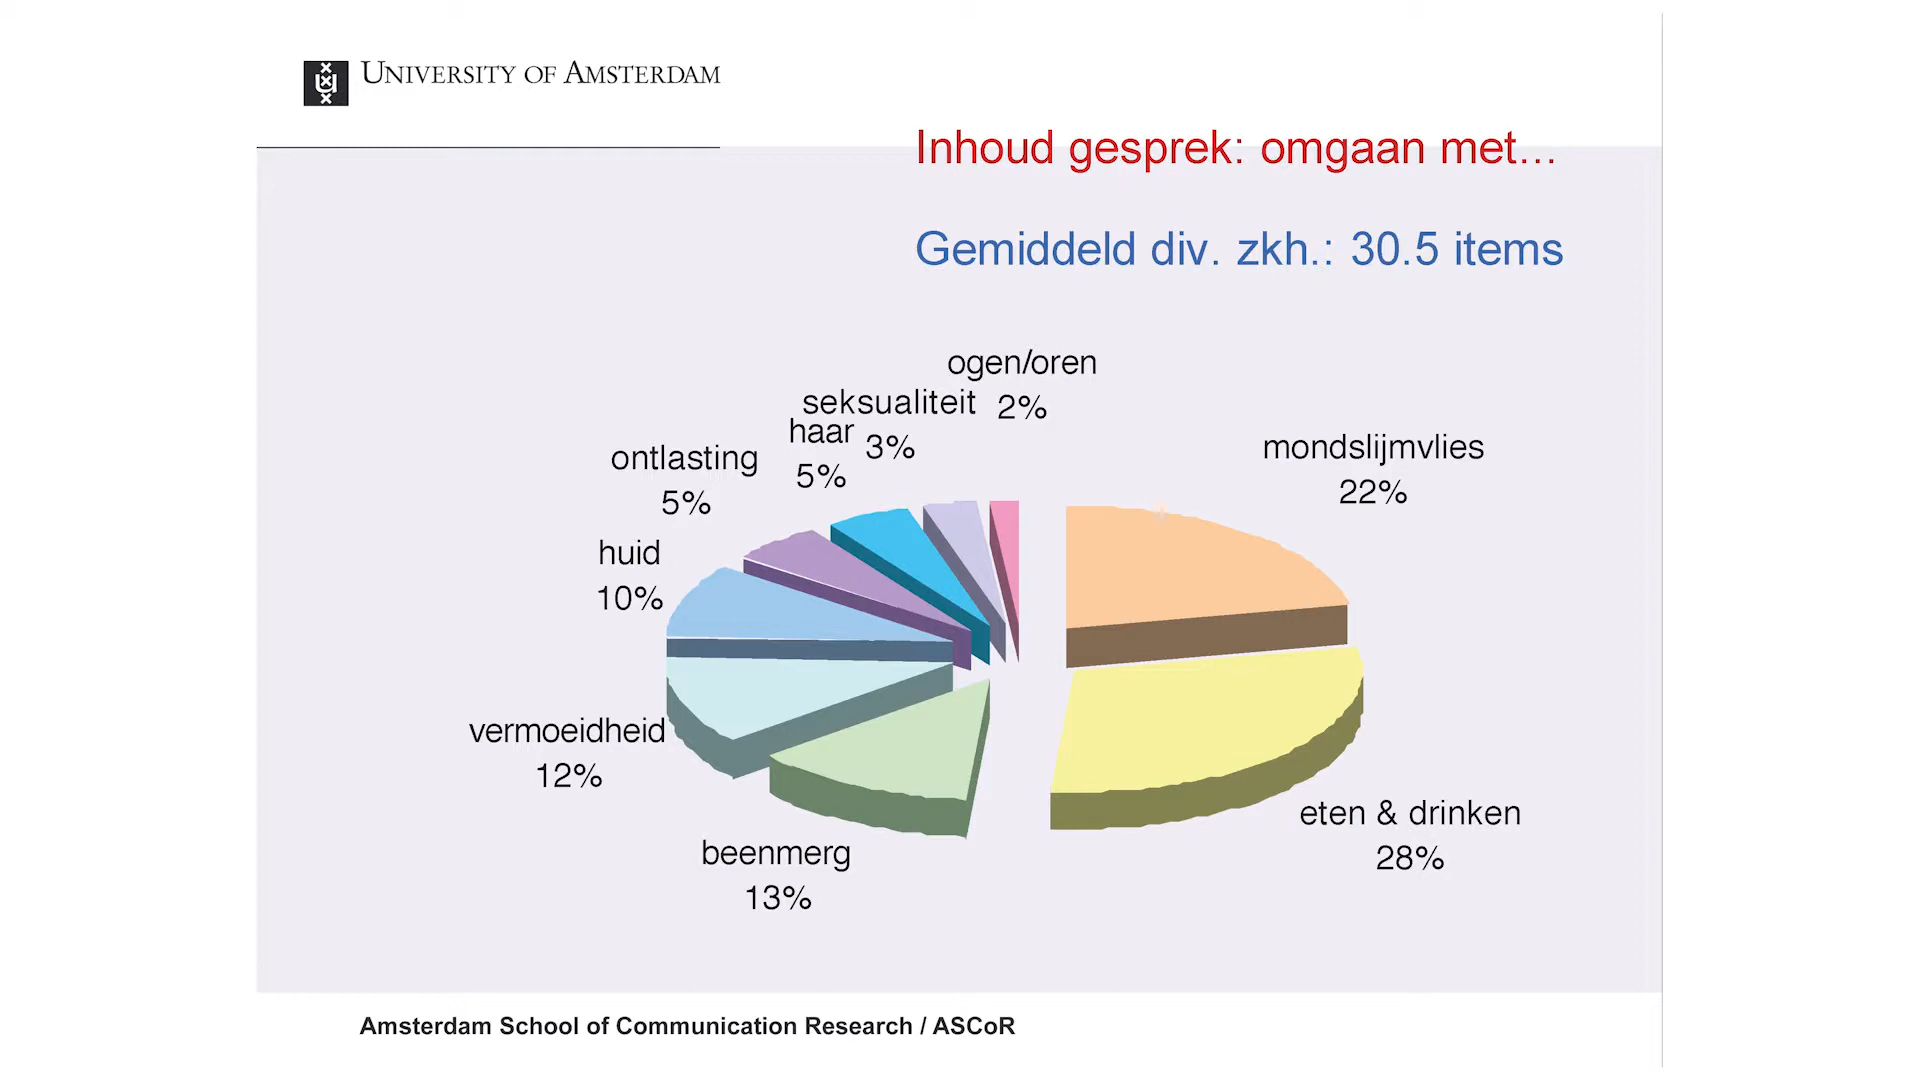 UNIVERSITY OF AMSTERDAM
Inhoud gesprek: omgaan met...
Gemiddeld div. zkh.: 30.5 items
ogen/oren
2%
seksualiteit
3%
haar
5%
ontlasting
5%
huid
10%
vermoeidheid
12%
beenmerg
13%
mondslijmvlies
22%
eten & drinken
28%
Amsterdam School of Communication Research / ASCoR